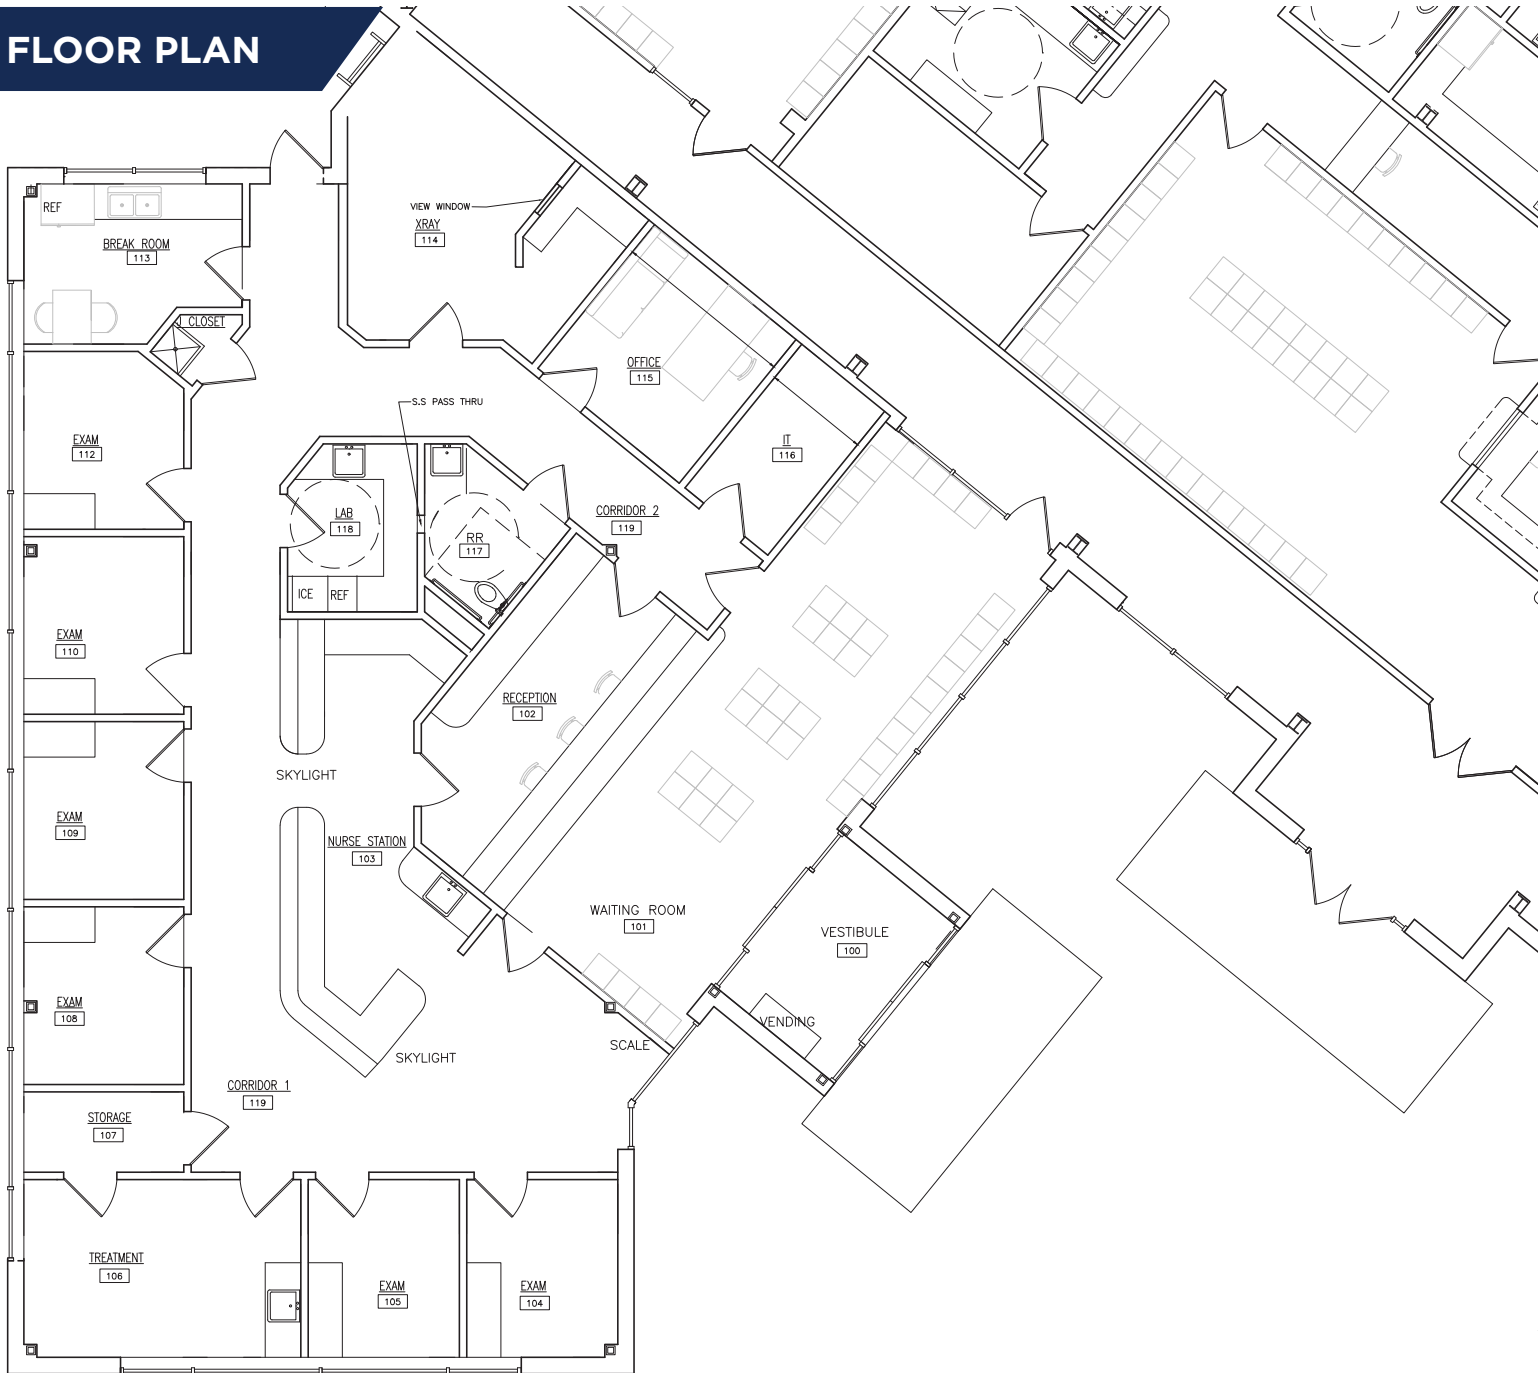 FLOOR PLAN
REF
BREAK ROOM
113
VIEW WINDOW
XRAY
114
J CLOSET
OFFICE
115
S.S PASS THRU
EXAM
112
IT
116
LAB
118
RR
117
CORRIDOR 2
119
ICE
REF
EXAM
110
RECEPTION
102
SKYLIGHT
EXAM
109
NURSE STATION
103
WAITING ROOM
101
VESTIBULE
100
EXAM
108
VENDING
SCALE
SKYLIGHT
CORRIDOR 1
119
STORAGE
107
TREATMENT
106
EXAM
105
EXAM
104